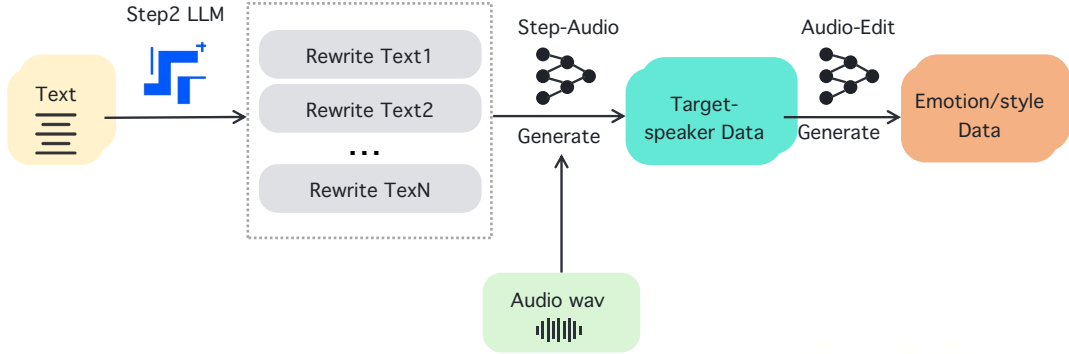 Step2 LLM
Text
Rewrite Text1
Rewrite Text2
...
Rewrite TexN
Step-Audio
Generate
Audio wav
Target-
speaker Data
Audio-Edit
Generate
Emotion/style
Data